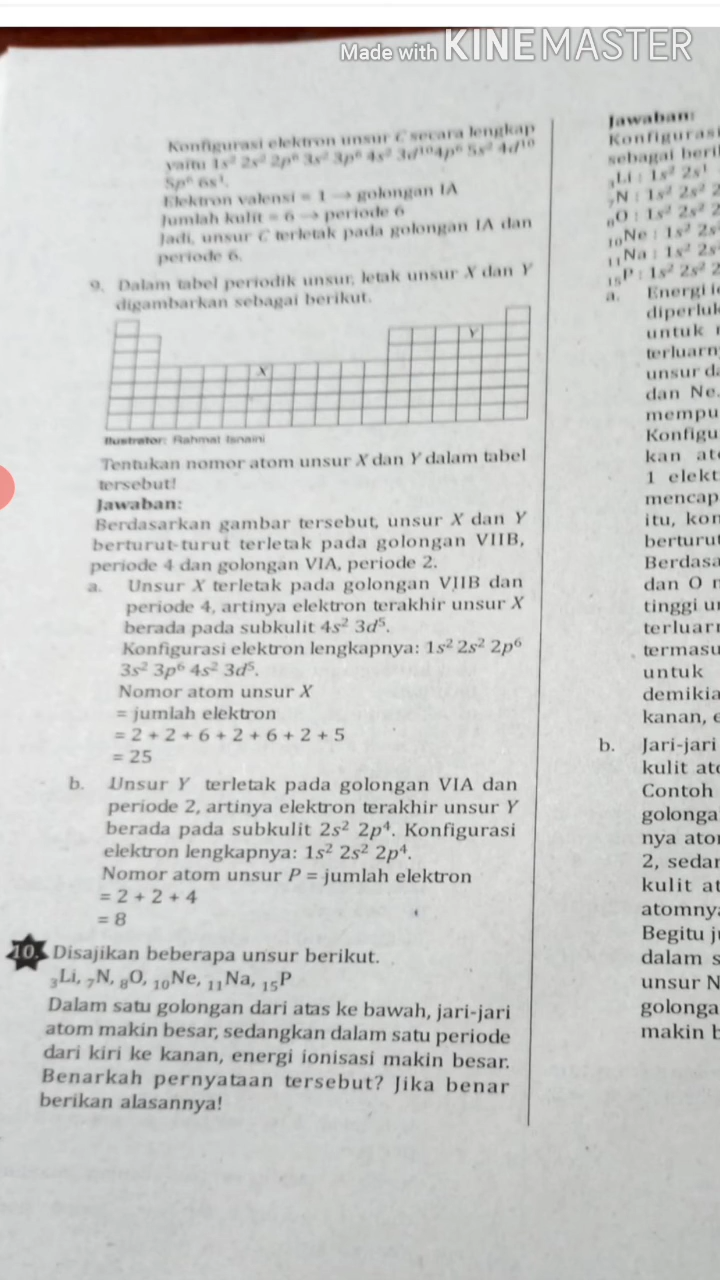 Made with KINEMASTER
Konfigurasi elektron unsur C secara lengkap
yaitu 1s² 2s² 2p⁶ 3s² 3p⁶ 4s² 3d¹⁰ 4p⁶ 5s² 4d¹⁰
5p⁶ 6s¹.
Elektron valensi = 1 → golongan IA
Jumlah kulit = 6 → periode 6
Jadi, unsur C terletak pada golongan IA dan
periode 6.
9. Dalam tabel periodik unsur, letak unsur X dan Y
digambarkan sebagai berikut.
Y
X
Ilustrator: Rahmat Isnaini
Tentukan nomor atom unsur X dan Y dalam tabel
tersebut!
Jawaban:
Berdasarkan gambar tersebut, unsur X dan Y
berturut-turut terletak pada golongan VIIB,
periode 4 dan golongan VIA, periode 2.
a. Unsur X terletak pada golongan VIIB dan
periode 4, artinya elektron terakhir unsur X
berada pada subkulit 4s² 3d⁵.
Konfigurasi elektron lengkapnya: 1s² 2s² 2p⁶
3s² 3p⁶ 4s² 3d⁵.
Nomor atom unsur X
= jumlah elektron
= 2 + 2 + 6 + 2 + 6 + 2 + 5
= 25
b. Unsur Y terletak pada golongan VIA dan
periode 2, artinya elektron terakhir unsur Y
berada pada subkulit 2s² 2p⁴. Konfigurasi
elektron lengkapnya: 1s² 2s² 2p⁴.
Nomor atom unsur P = jumlah elektron
= 2 + 2 + 4
= 8
10. Disajikan beberapa unsur berikut.
₃Li, ₇N, ₈O, ₁₀Ne, ₁₁Na, ₁₅P
Dalam satu golongan dari atas ke bawah, jari-jari
atom makin besar, sedangkan dalam satu periode
dari kiri ke kanan, energi ionisasi makin besar.
Benarkah pernyataan tersebut? Jika benar
berikan alasannya!
Jawaban:
Konfigurasi
sebagai beri
₃Li : 1s² 2s¹
₇N : 1s² 2s² 2
₈O : 1s² 2s² 2
₁₀Ne : 1s² 2s
₁₁Na : 1s² 2s
₁₅P : 1s² 2s² 2
a. Energi i
diperluk
untuk
terluarn
unsur da
dan Ne.
mempu
Konfigu
kan at
1 elekt
mencap
itu, kon
berturut
Berdasa
dan O
tinggi u
terluar
termasu
untuk
demikia
kanan, e
b. Jari-jari
kulit ato
Contoh
golonga
nya ato
2, sedan
kulit at
atomnya
Begitu j
dalam s
unsur N
golonga
makin b